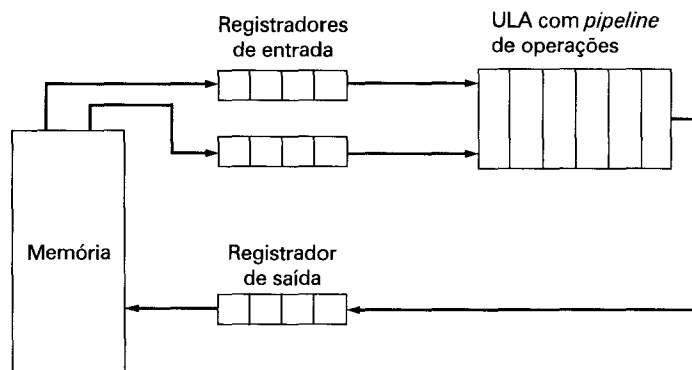 Registradores
de entrada
ULA com pipeline
de operações
Memória
Registrador
de saída